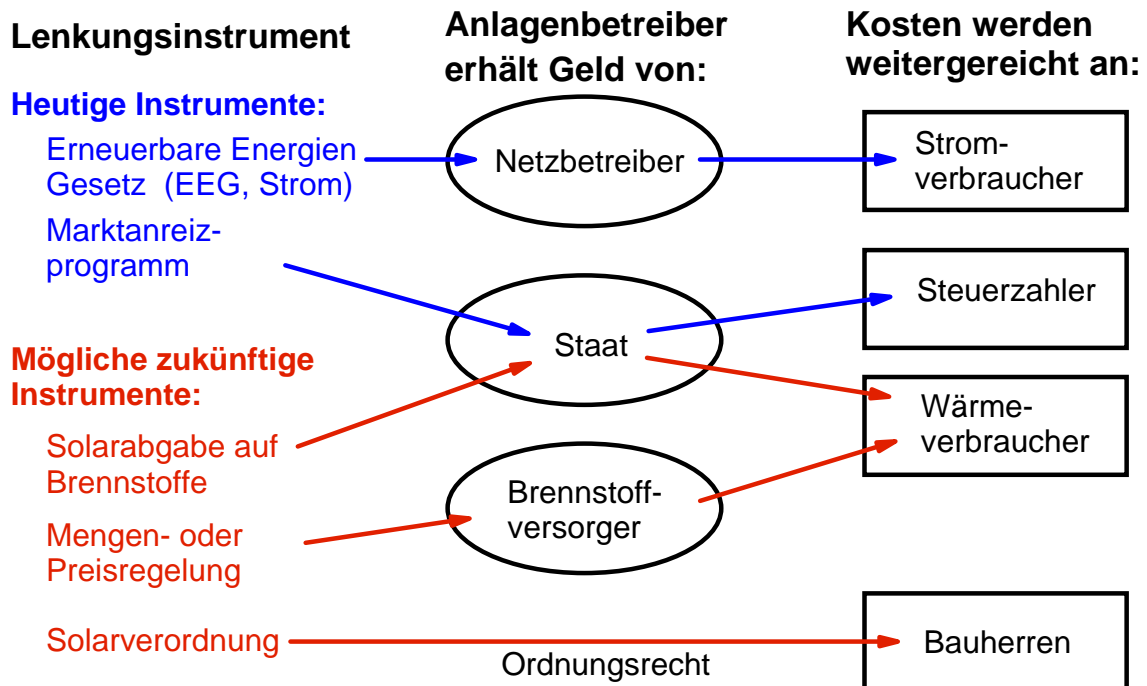 Lenkungsinstrument
Anlagenbetreiber
erhält Geld von:
Kosten werden
weitergereicht an:
Heutige Instrumente:
Erneuerbare Energien
Gesetz (EEG, Strom)
Netzbetreiber
Strom-
verbraucher
Marktanreiz-
programm
Staat
Steuerzahler
Mögliche zukünftige
Instrumente:
Solarabgabe auf
Brennstoffe
Wärme-
verbraucher
Mengen- oder
Preisregelung
Brennstoff-
versorger
Solarverordnung
Ordnungsrecht
Bauherren